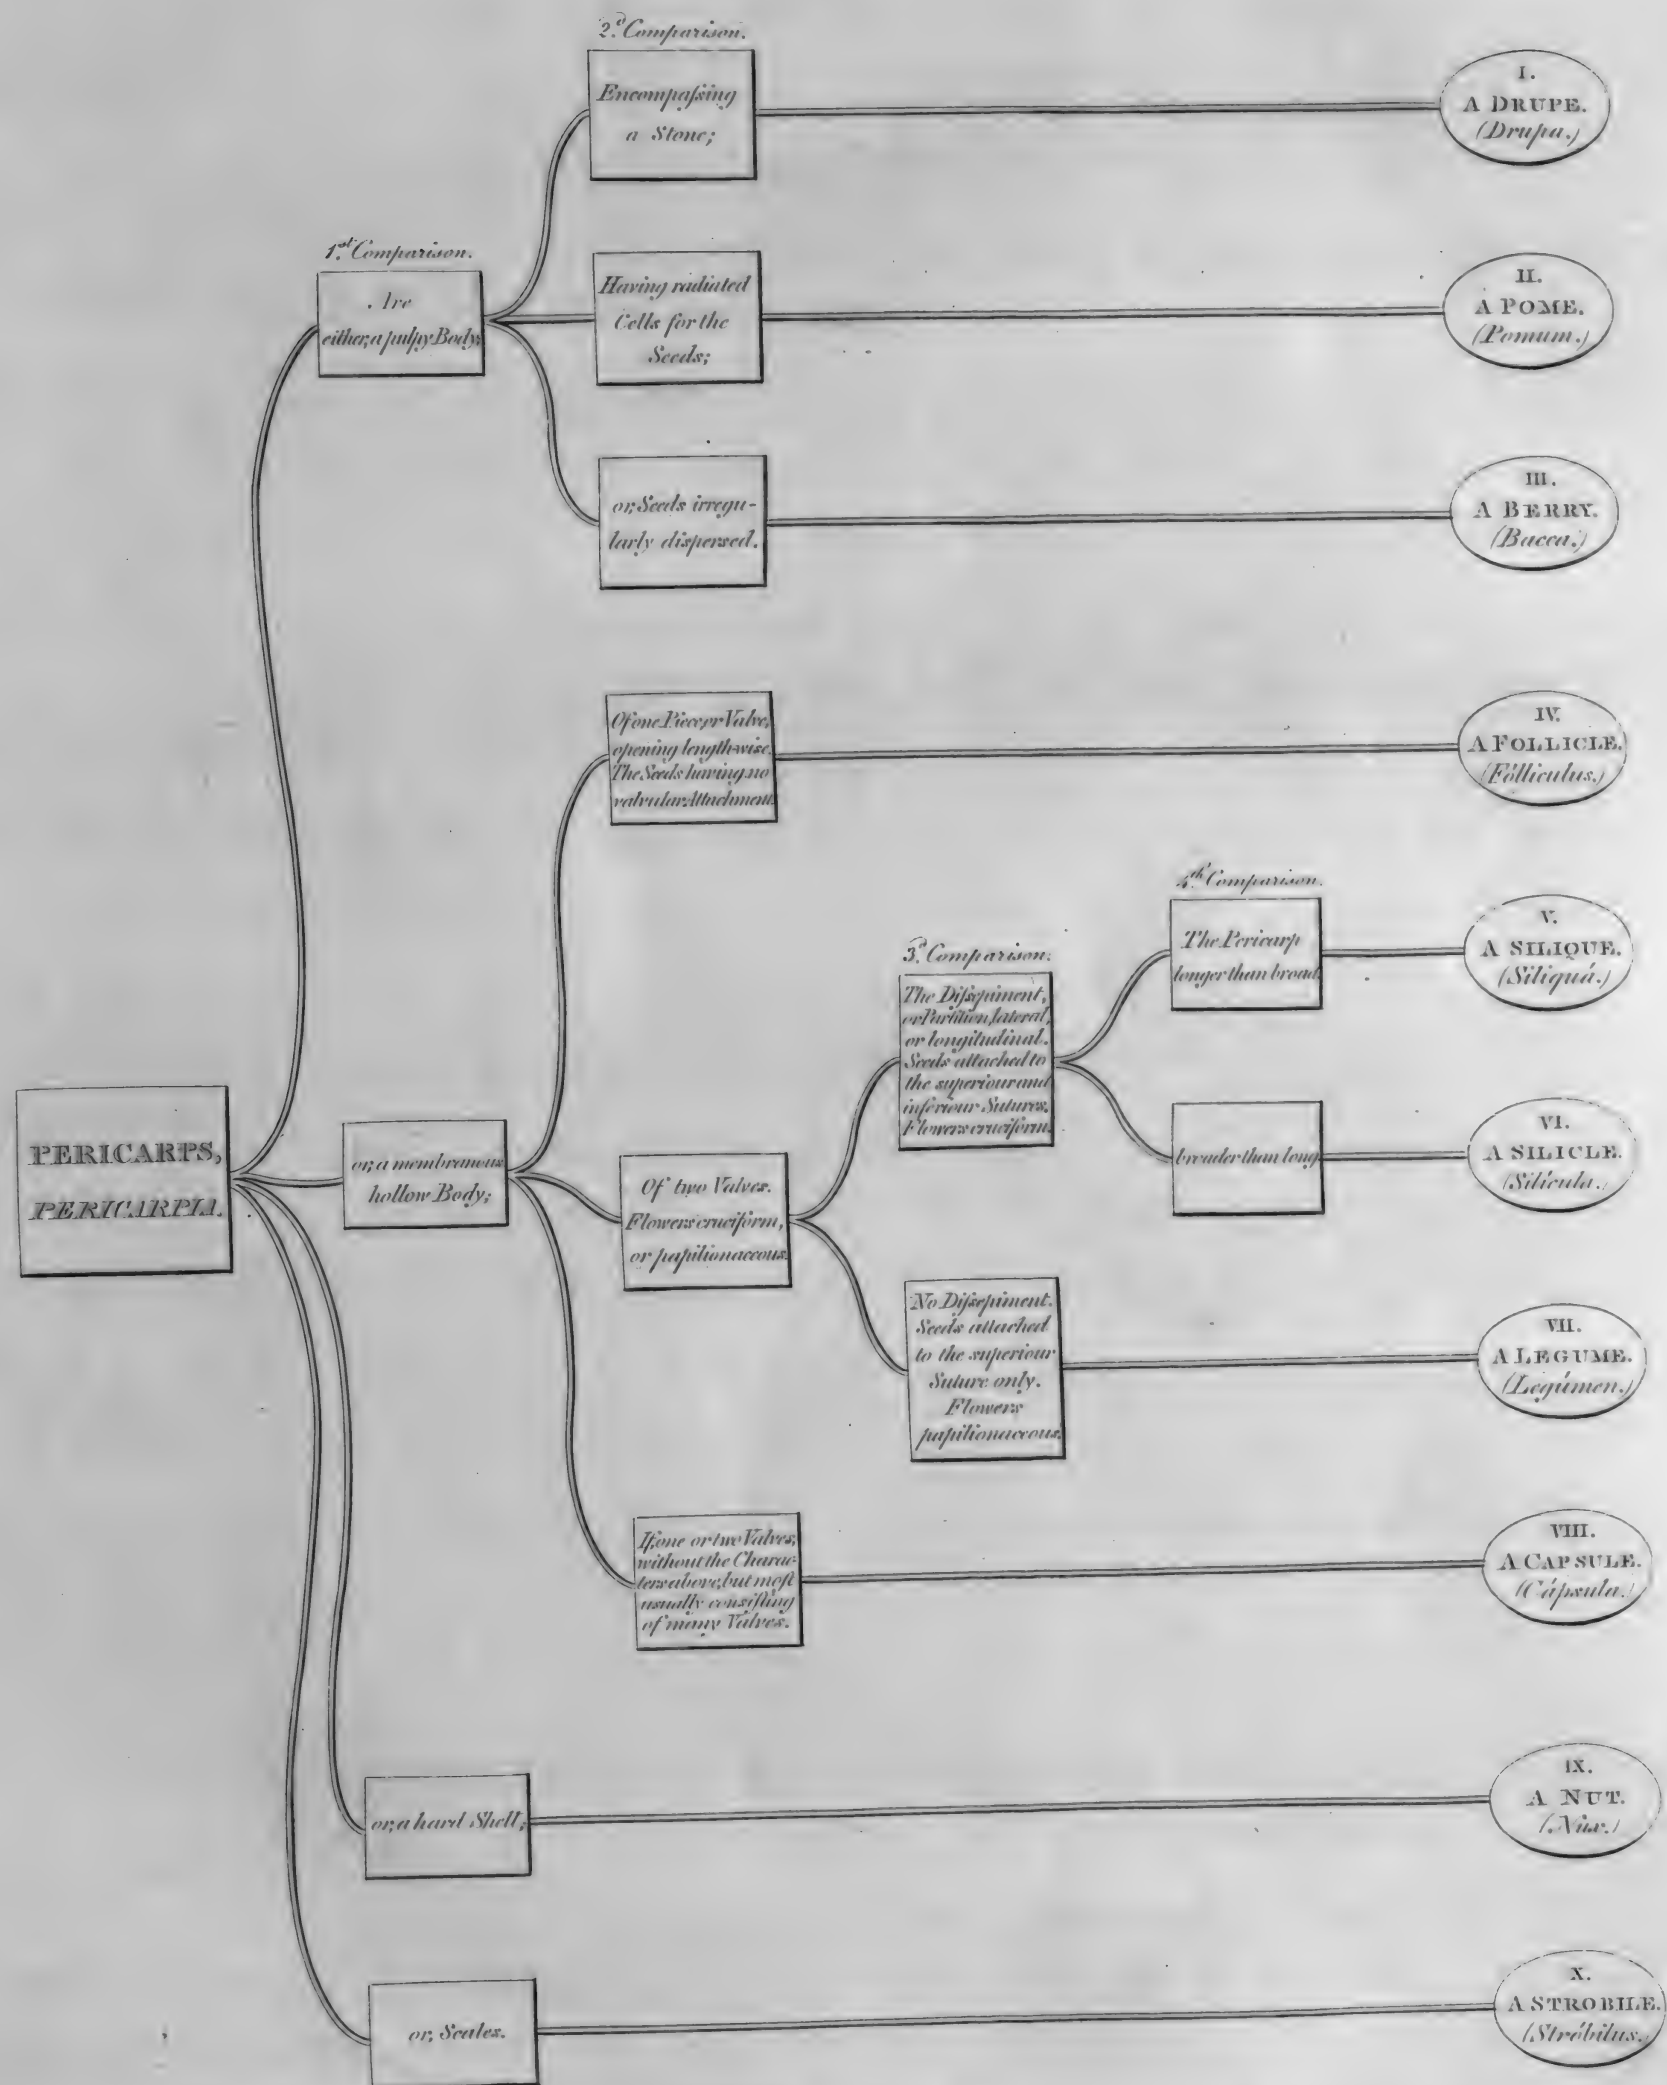 2.d Comparison.
Encompaſsing
a Stone;
I.
A DRUPE.
(Drupa.)
1.st Comparison.
Are
either, a pulpy Body;
Having radiated
Cells for the
Seeds;
II.
A POME.
(Pomum.)
or, Seeds irregu-
larly dispersed.
III.
A BERRY.
(Bacca.)
Of one Piece, or Valve,
opening length-wise.
The Seeds having no
valvular Attachment.
IV.
A FOLLICLE.
(Fólliculus.)
PERICARPS,
PERICARPIA.
or, a membranous
hollow Body;
Of two Valves.
Flowers cruciform,
or papilionaceous.
3.d Comparison.
The Diſsepiment,
or Partition, lateral,
or longitudinal.
Seeds attached to
the superiour and
inferiour Sutures.
Flowers cruciform.
4.th Comparison.
The Pericarp
longer than broad.
V.
A SILIQUE.
(Siliquá.)
broader than long.
VI.
A SILICLE.
(Silícula.)
No Diſsepiment.
Seeds attached
to the superiour
Suture only.
Flowers
papilionaceous.
VII.
A LEGUME.
(Legúmen.)
If, one or two Valves,
without the Charac-
ters above, but moſt
usually consiſting
of many Valves.
VIII.
A CAPSULE.
(Cápsula.)
or, a hard Shell;
IX.
A NUT.
(Nux.)
or, Scales.
X.
A STROBILE.
(Stróbilus.)